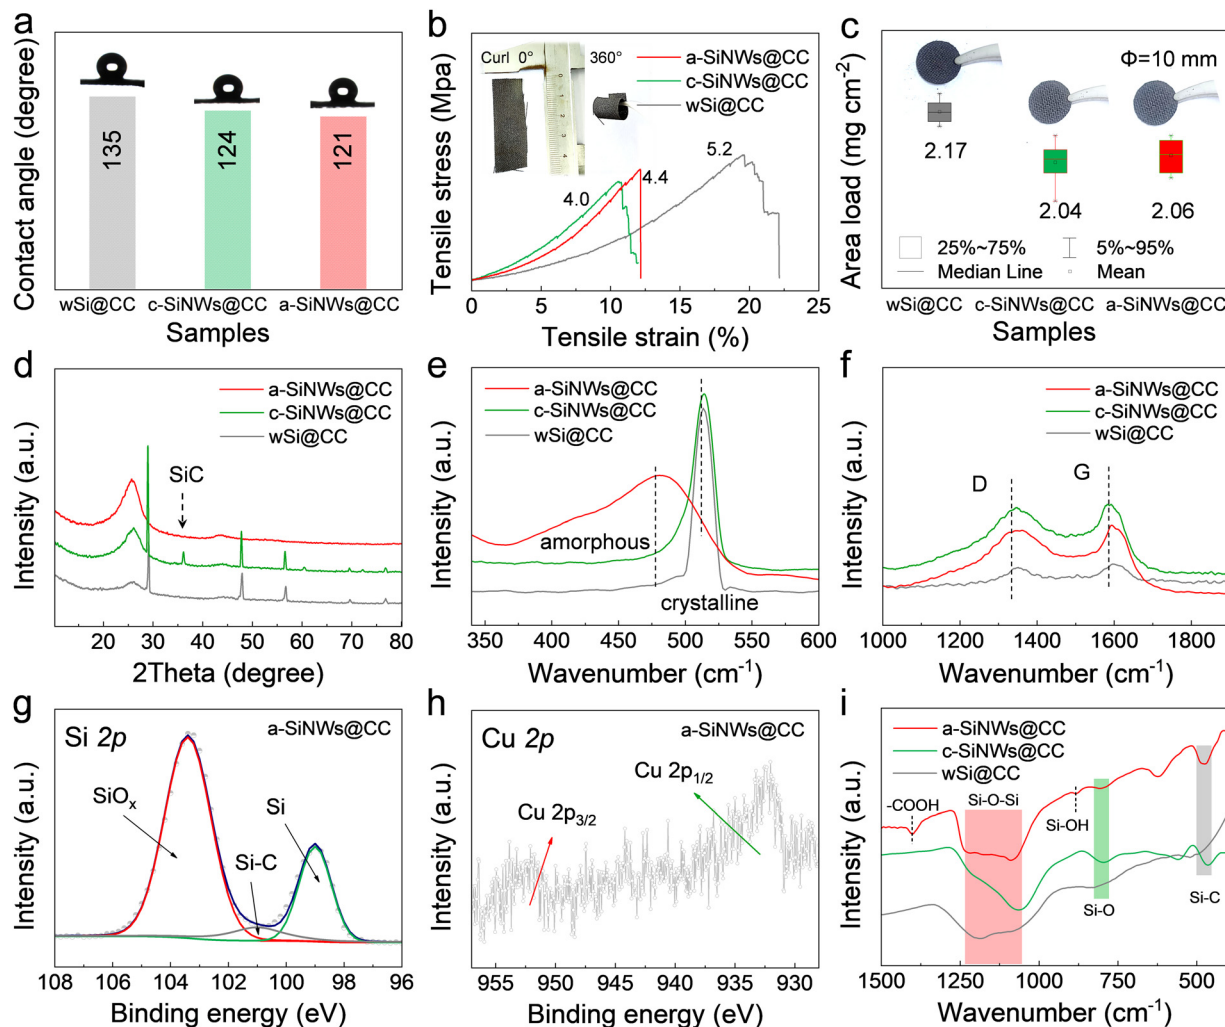 a
Contact angle (degree)
135
124
121
wSi@CC
c-SiNWs@CC
a-SiNWs@CC
Samples
b
Tensile stress (Mpa)
Curl 0°
360°
0
1
2
3
4
a-SiNWs@CC
c-SiNWs@CC
wSi@CC
5.2
4.4
4.0
0 5 10 15 20 25
Tensile strain (%)
c
Area load (mg cm⁻²)
Φ=10 mm
2.17
2.04
2.06
25%~75%
5%~95%
Median Line
Mean
wSi@CC
c-SiNWs@CC
a-SiNWs@CC
Samples
d
Intensity (a.u.)
a-SiNWs@CC
c-SiNWs@CC
wSi@CC
SiC
20 30 40 50 60 70 80
2Theta (degree)
e
Intensity (a.u.)
a-SiNWs@CC
c-SiNWs@CC
wSi@CC
amorphous
crystalline
350 400 450 500 550 600
Wavenumber (cm⁻¹)
f
Intensity (a.u.)
a-SiNWs@CC
c-SiNWs@CC
wSi@CC
D
G
1000 1200 1400 1600 1800
Wavenumber (cm⁻¹)
g
Intensity (a.u.)
Si 2p
a-SiNWs@CC
SiOₓ
Si
Si-C
108 106 104 102 100 98 96
Binding energy (eV)
h
Intensity (a.u.)
Cu 2p
a-SiNWs@CC
Cu 2p₁/₂
Cu 2p₃/₂
955 950 945 940 935 930
Binding energy (eV)
i
Intensity (a.u.)
a-SiNWs@CC
c-SiNWs@CC
wSi@CC
-COOH
Si-O-Si
Si-OH
Si-O
Si-C
1500 1250 1000 750 500
Wavenumber (cm⁻¹)